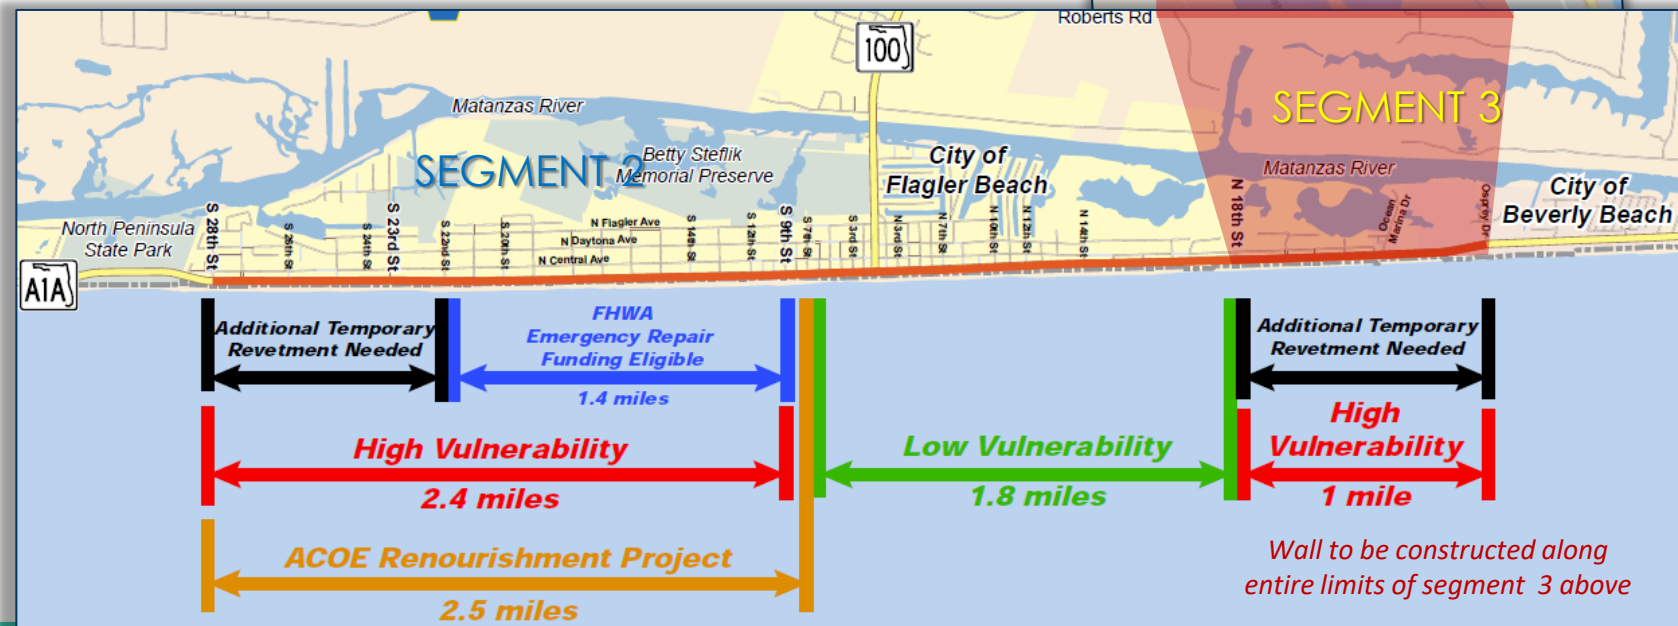 Roberts Rd
100
Matanzas River
SEGMENT 3
SEGMENT 2
Betty Steflik
Memorial Preserve
City of
Flagler Beach
Matanzas River
City of
Beverly Beach
North Peninsula
State Park
S 28th St
S 26th St
S 24th St
S 23rd St
S 22nd St
S 20th St
N Flagler Ave
N Daytona Ave
N Central Ave
S 14th St
S 12th St
S 9th St
S 7th St
S 3rd St
N 3rd St
N 7th St
N 10th St
N 12th St
N 14th St
N 18th St
Ocean
Marina Dr
Osprey Dr
A1A
Additional Temporary
Revetment Needed
FHWA
Emergency Repair
Funding Eligible
1.4 miles
Additional Temporary
Revetment Needed
High Vulnerability
2.4 miles
Low Vulnerability
1.8 miles
High
Vulnerability
1 mile
ACOE Renourishment Project
2.5 miles
Wall to be constructed along
entire limits of segment 3 above